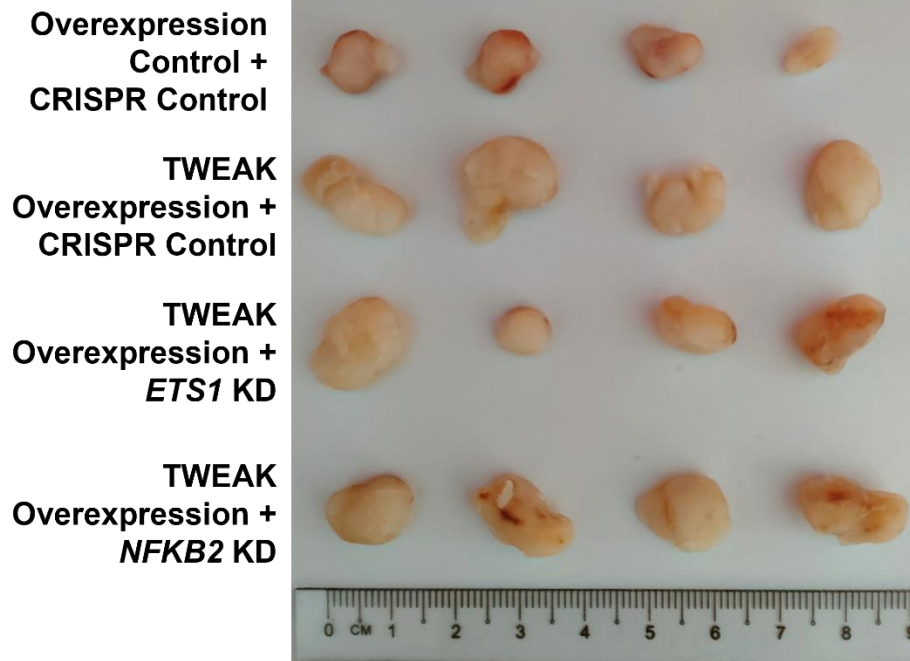 Overexpression
Control +
CRISPR Control
TWEAK
Overexpression +
CRISPR Control
TWEAK
Overexpression +
ETS1 KD
TWEAK
Overexpression +
NFKB2 KD
0 CM 1 2 3 4 5 6 7 8 9